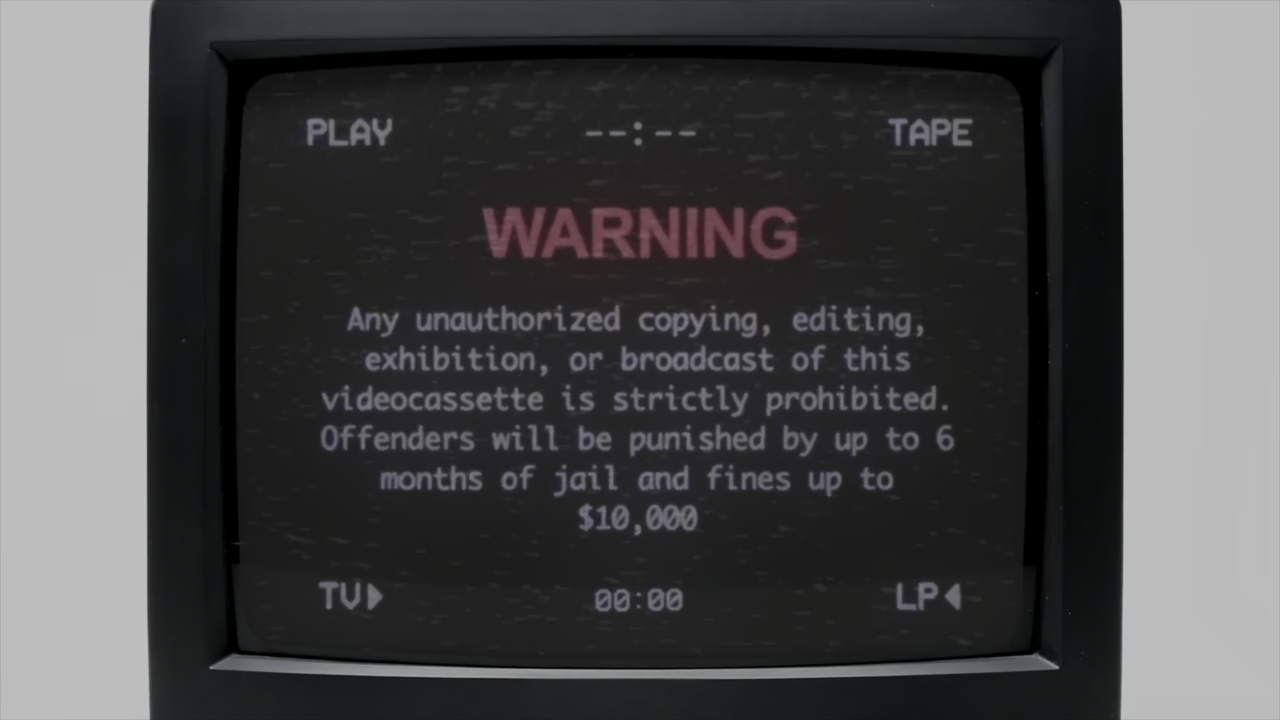 PLAY --:-- TAPE
WARNING
Any unauthorized copying, editing,
exhibition, or broadcast of this
videocassette is strictly prohibited.
Offenders will be punished by up to 6
months of jail and fines up to
$10,000
TV▶ 00:00 LP◀